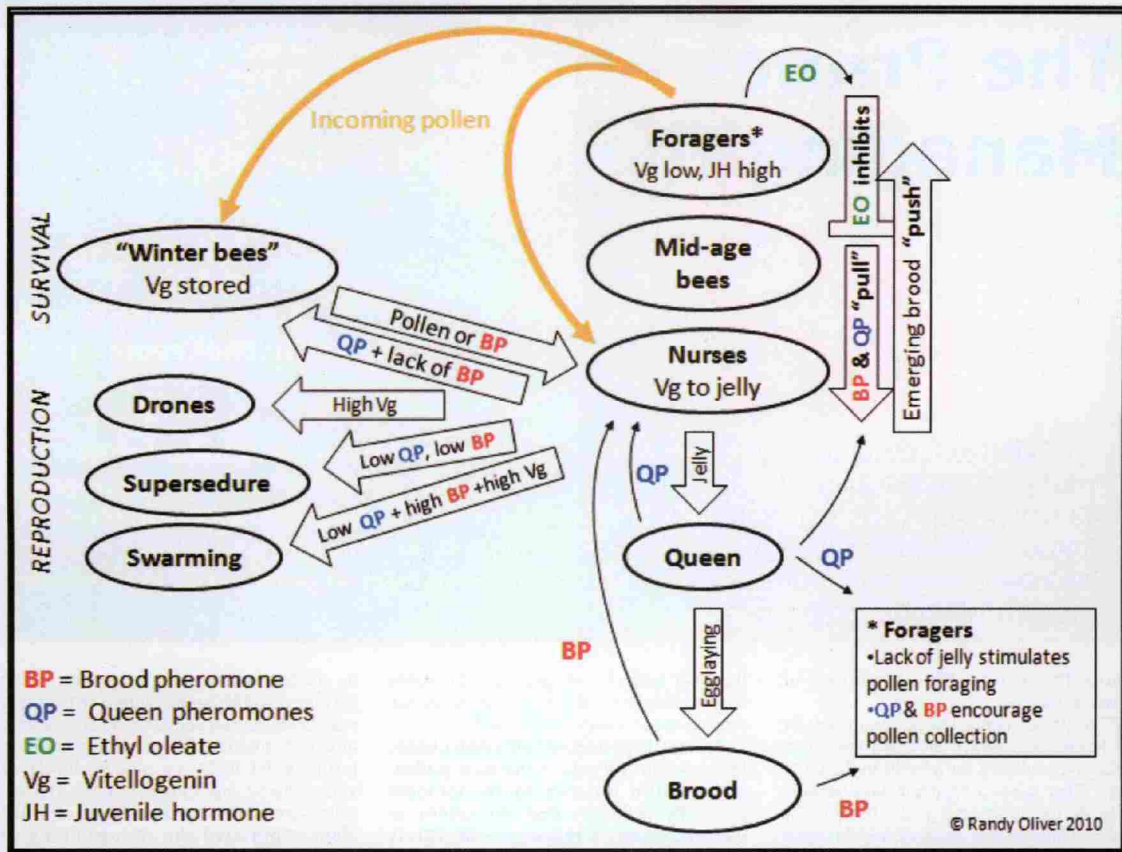 The Pr
Manag
Incoming pollen
EO
Foragers*
Vg low, JH high
EO inhibits
Emerging brood "push"
SURVIVAL
"Winter bees"
Vg stored
Mid-age
bees
BP & QP "pull"
Pollen or BP
QP + lack of BP
Nurses
Vg to jelly
REPRODUCTION
Drones
High Vg
Low QP, low BP
Supersedure
Low QP + high BP +high Vg
Swarming
QP
Jelly
Queen
QP
BP
Egglaying
* Foragers
•Lack of jelly stimulates
pollen foraging
•QP & BP encourage
pollen collection
Brood
BP
BP = Brood pheromone
QP = Queen pheromones
EO = Ethyl oleate
Vg = Vitellogenin
JH = Juvenile hormone
© Randy Oliver 2010